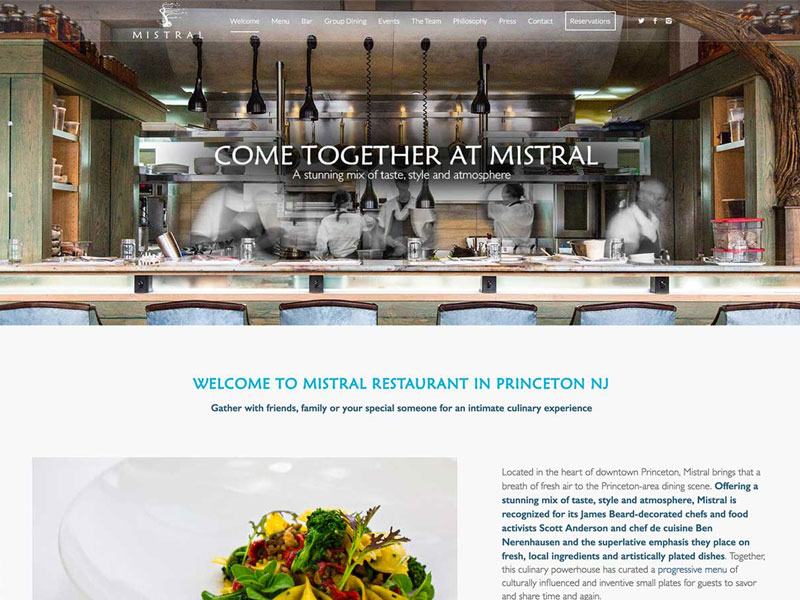 MISTRAL
Welcome Menu Bar Group Dining Events The Team Philosophy Press Contact Reservations
COME TOGETHER AT MISTRAL
A stunning mix of taste, style and atmosphere
WELCOME TO MISTRAL RESTAURANT IN PRINCETON NJ
Gather with friends, family or your special someone for an intimate culinary experience
Located in the heart of downtown Princeton, Mistral brings that a
breath of fresh air to the Princeton-area dining scene. Offering a
stunning mix of taste, style and atmosphere, Mistral is
recognized for its James Beard-decorated chefs and food
activists Scott Anderson and chef de cuisine Ben
Nerenhausen and the superlative emphasis they place on
fresh, local ingredients and artistically plated dishes. Together,
this culinary powerhouse has curated a progressive menu of
culturally influenced and inventive small plates for guests to savor
and share time and again.